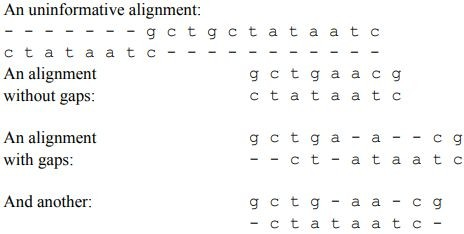 An uninformative alignment:
- - - - - - - g c t g c t a t a a t c
c t a t a a t c - - - - - - - - - - -
An alignment g c t g a a c g
without gaps: c t a t a a t c
An alignment g c t g a - a - - c g
with gaps: - - c t - a t a a t c
And another: g c t g - a a - c g
- c t a t a a t c -